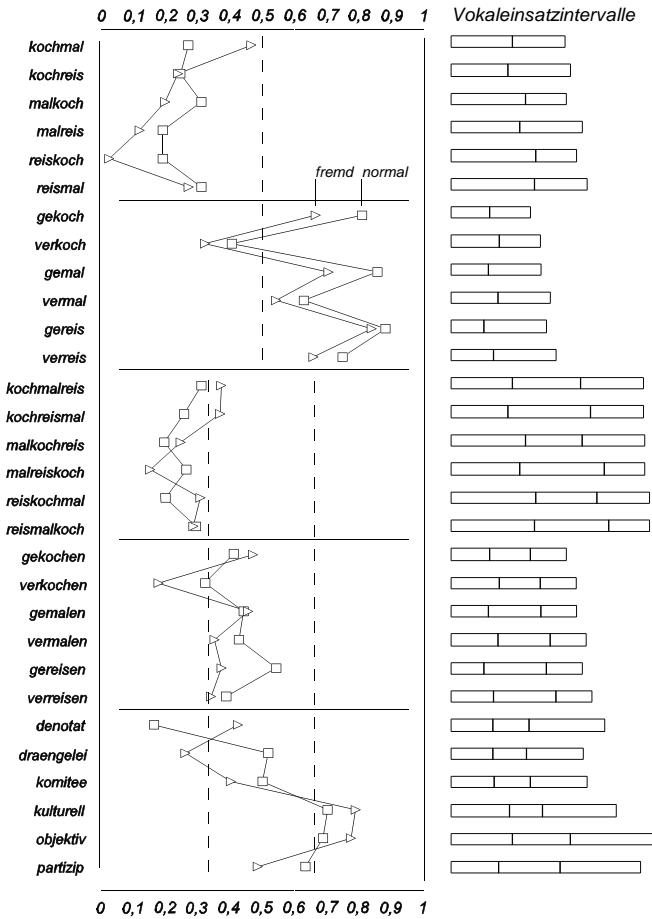 0 0,1 0,2 0,3 0,4 0,5 0,6 0,7 0,8 0,9 1 Vokaleinsatzintervalle
kochmal
kochreis
malkoch
malreis
reiskoch
reismal
fremd normal
gekoch
verkoch
gemal
vermal
gereis
verreis
kochmalreis
kochreismal
malkochreis
malreiskoch
reiskochmal
reismalkoch
gekochen
verkochen
gemalen
vermalen
gereisen
verreisen
denotat
draengelei
komitee
kulturell
objektiv
partizip
0 0,1 0,2 0,3 0,4 0,5 0,6 0,7 0,8 0,9 1